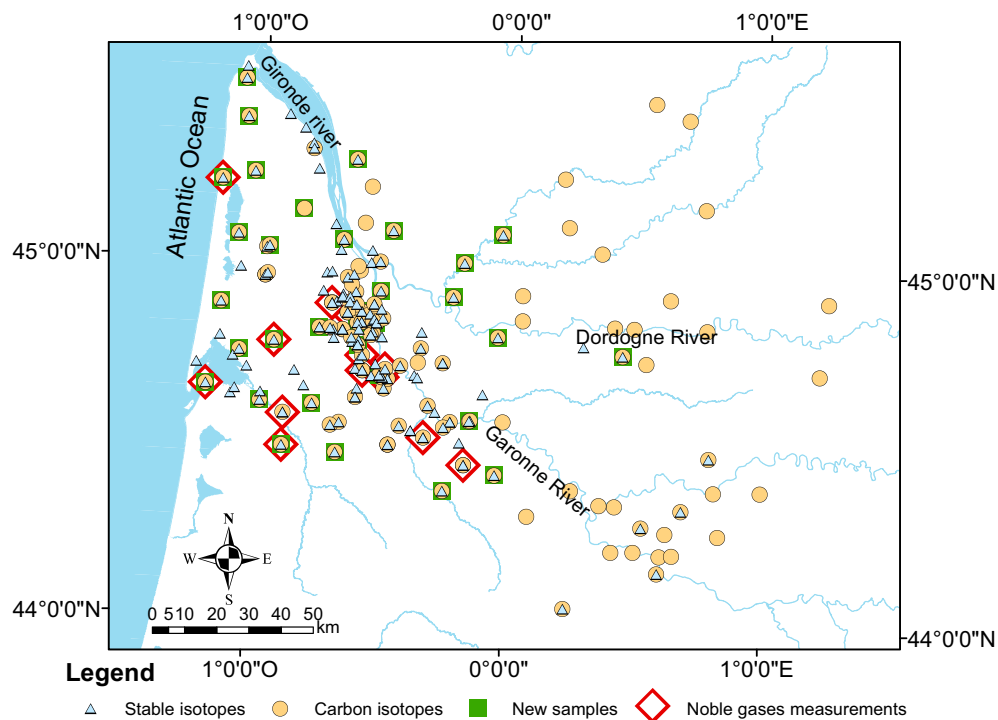 1°0'0"O 0°0'0" 1°0'0"E
Gironde river
Atlantic Ocean
45°0'0"N
45°0'0"N
Dordogne River
Garonne River
N
W E
S
44°0'0"N
44°0'0"N
0 5 10 20 30 40 50
km
1°0'0"O 0°0'0" 1°0'0"E
Legend
Stable isotopes Carbon isotopes New samples Noble gases measurements